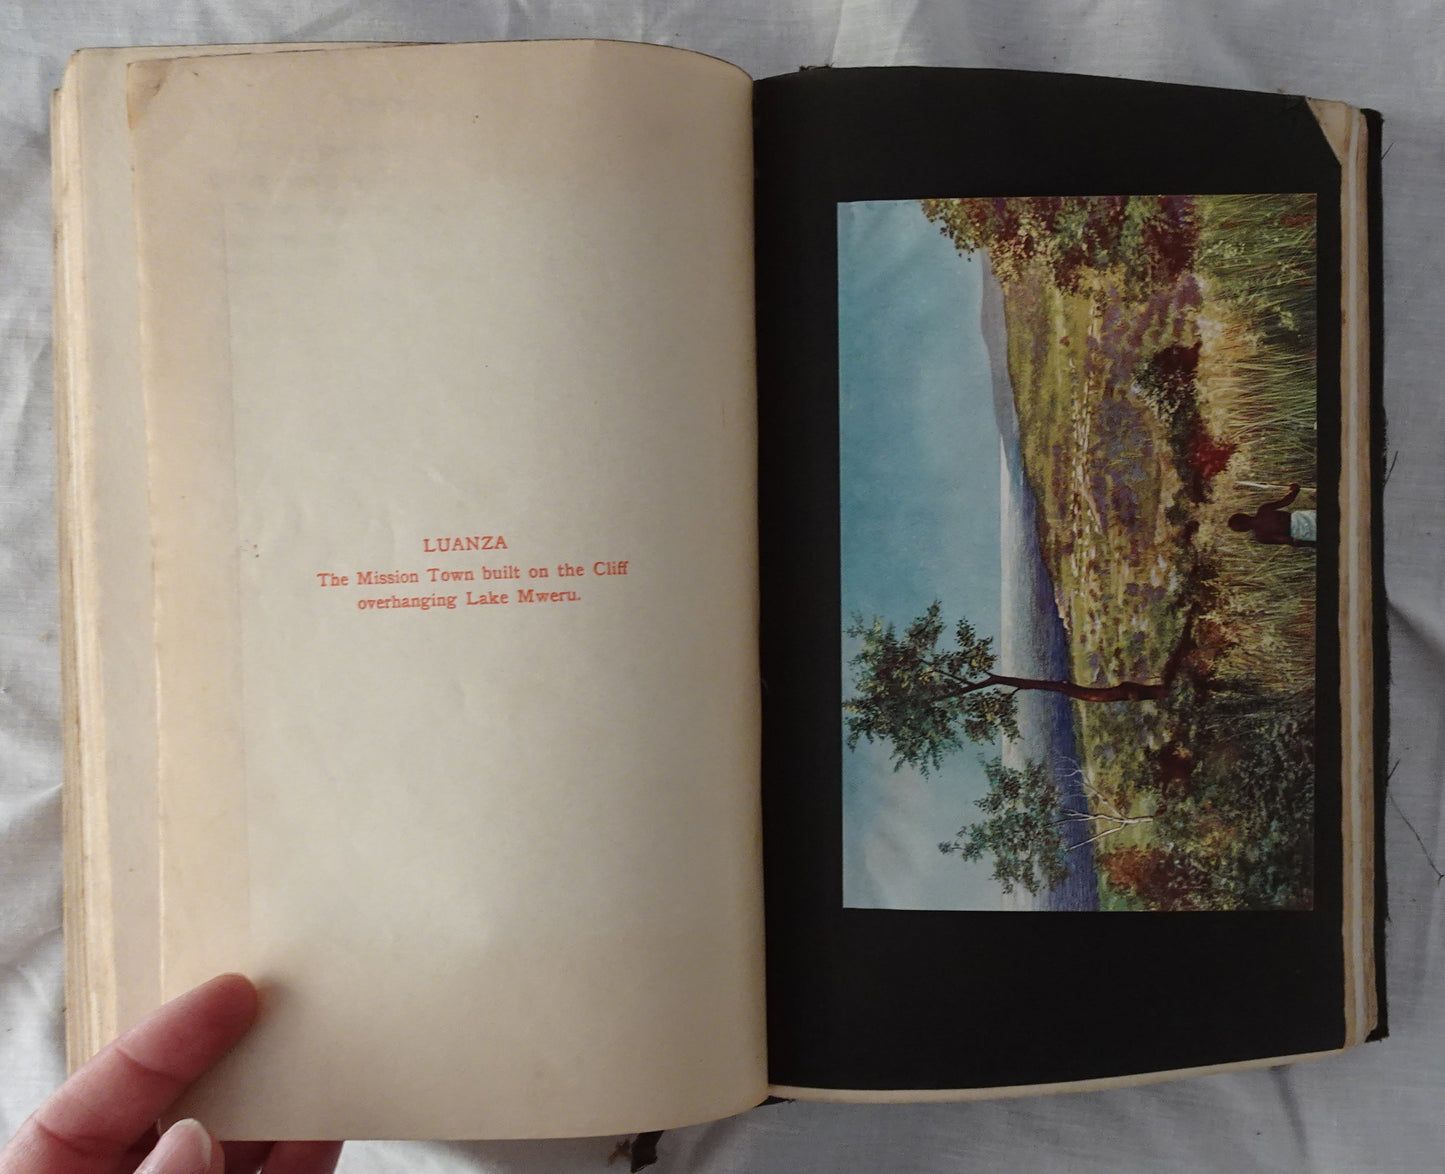 LUANZA
The Mission Town built on the Cliff
overhanging Lake Mweru.